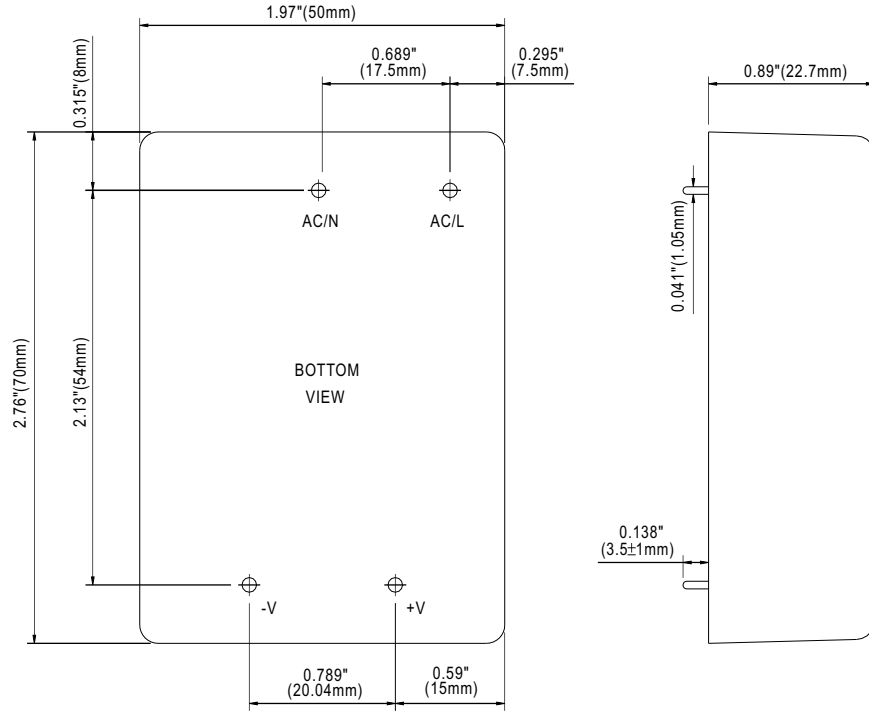 1.97"(50mm)
0.689"
(17.5mm)
0.295"
(7.5mm)
0.89"(22.7mm)
0.315"(8mm)
AC/N
AC/L
0.041"(1.05mm)
2.76"(70mm)
2.13"(54mm)
BOTTOM
VIEW
0.138"
(3.5±1mm)
-V
+V
0.789"
(20.04mm)
0.59"
(15mm)